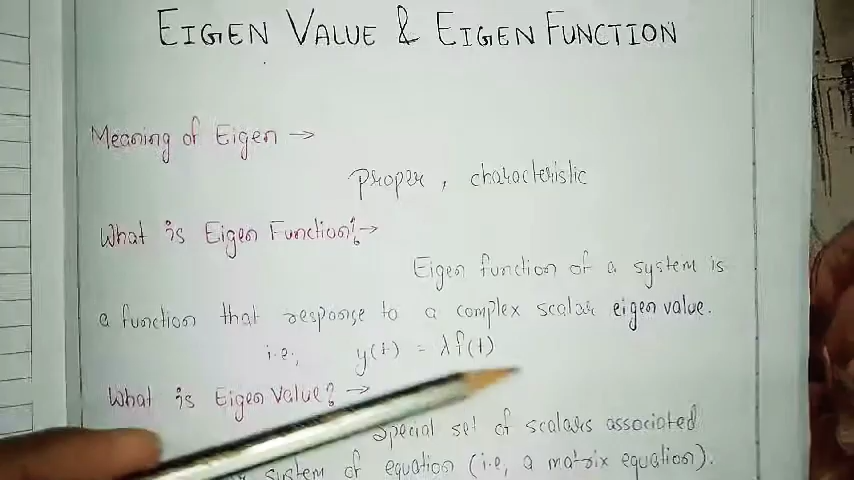 EIGEN VALUE & EIGEN FUNCTION
Meaning of Eigen →
proper, characteristic
What is Eigen Function? →
Eigen function of a system is
a function that response to a complex scalar eigen value.
i.e., y(t) = λf(t)
What is Eigen Value? →
Special set of scalars associated
system of equation (i.e, a matrix equation).